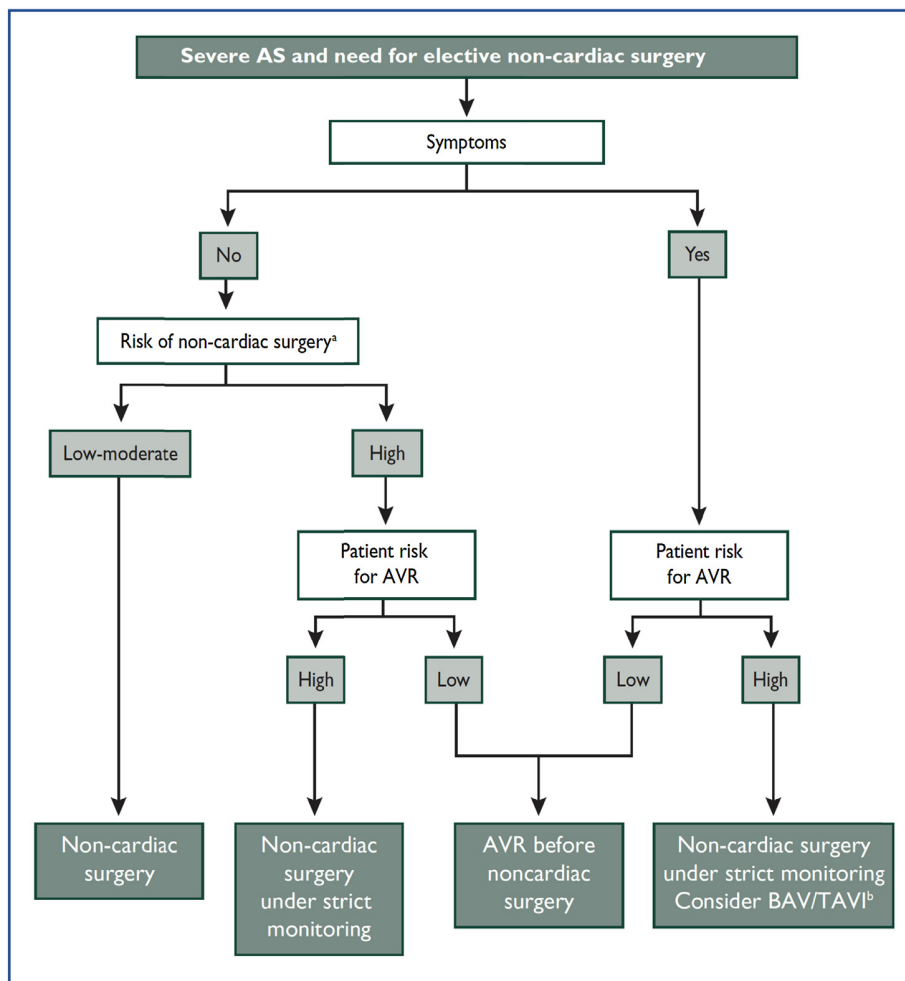 Severe AS and need for elective non-cardiac surgery
Symptoms
No
Yes
Risk of non-cardiac surgeryᵃ
Low-moderate
High
Patient risk
for AVR
Patient risk
for AVR
High
Low
Low
High
Non-cardiac
surgery
Non-cardiac
surgery
under strict
monitoring
AVR before
noncardiac
surgery
Non-cardiac surgery
under strict monitoring
Consider BAV/TAVIᵇ